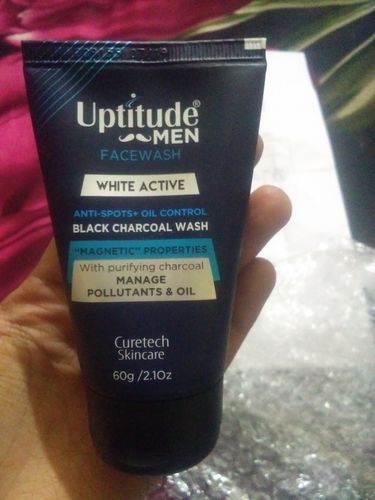 Uptitude®
MEN
FACEWASH
WHITE ACTIVE
ANTI-SPOTS+ OIL CONTROL
BLACK CHARCOAL WASH
"MAGNETIC" PROPERTIES
With purifying charcoal
MANAGE
POLLUTANTS & OIL
Curetech
Skincare
60g /2.1Oz